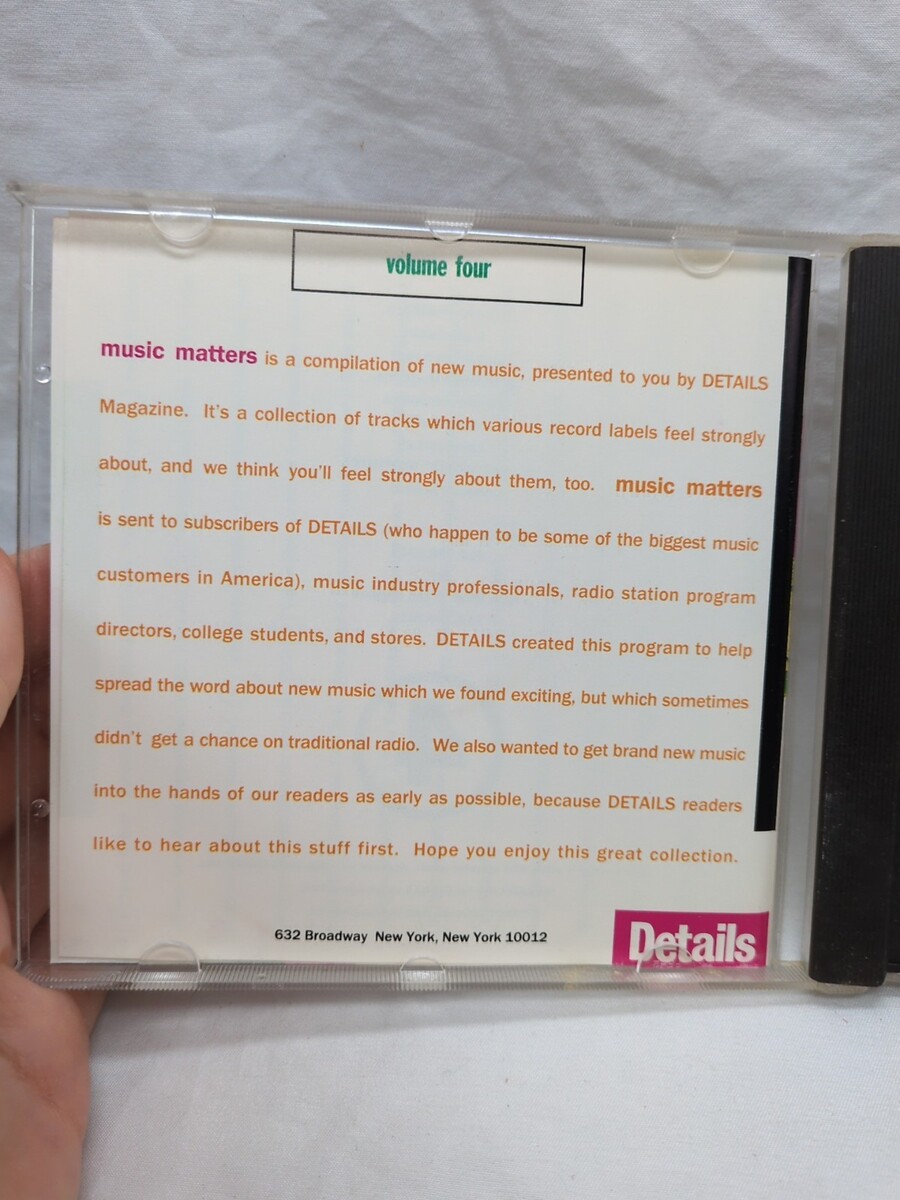 volume four
music matters is a compilation of new music, presented to you by DETAILS
Magazine. It's a collection of tracks which various record labels feel strongly
about, and we think you'll feel strongly about them, too. music matters
is sent to subscribers of DETAILS (who happen to be some of the biggest music
customers in America), music industry professionals, radio station program
directors, college students, and stores. DETAILS created this program to help
spread the word about new music which we found exciting, but which sometimes
didn't get a chance on traditional radio. We also wanted to get brand new music
into the hands of our readers as early as possible, because DETAILS readers
like to hear about this stuff first. Hope you enjoy this great collection.
632 Broadway New York, New York 10012
Details